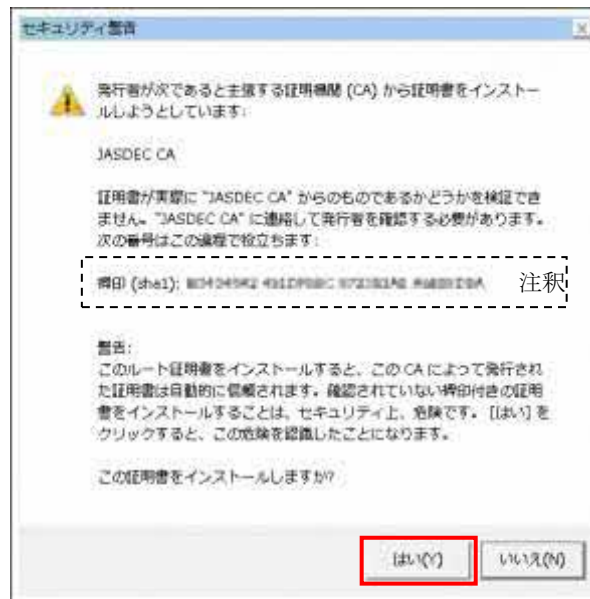 セキュリティ警告
発行者が次であると主張する証明機関 (CA) から証明書をインストー
ルしようとしています:
JASDEC CA
証明書が実際に "JASDEC CA" からのものであるかどうかを検証でき
ません。"JASDEC CA" に連絡して発行者を確認する必要があります。
次の番号はこの過程で役立ちます:
拇印 (sha1):
注釈
警告:
このルート証明書をインストールすると、この CA によって発行され
た証明書は自動的に信頼されます。確認されていない拇印付きの証明
書をインストールすることは、セキュリティ上、危険です。 [はい] を
クリックすると、この危険を認識したことになります。
この証明書をインストールしますか?
はい(Y)
いいえ(N)